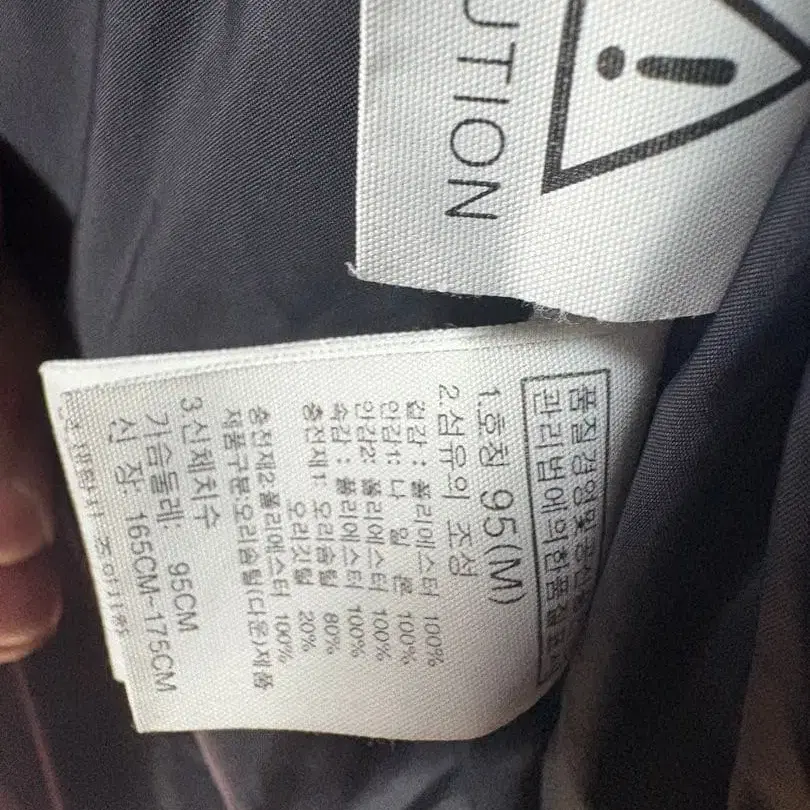 UTION
품질경영및공산품
관리법에의한품질표시
1.호칭 95(M)
2.섬유의 조성
겉감 : 폴리에스터 100%
안감1: 나 일 론 100%
안감2: 폴리에스터 100%
속감 : 폴리에스터 100%
충전재1: 오리솜털 80%
오리깃털 20%
충전재2:폴리에스터 100%
제품구분:오리솜털(다운)제품
3.신체치수
가슴둘레: 95CM
신 장: 165CM~175CM